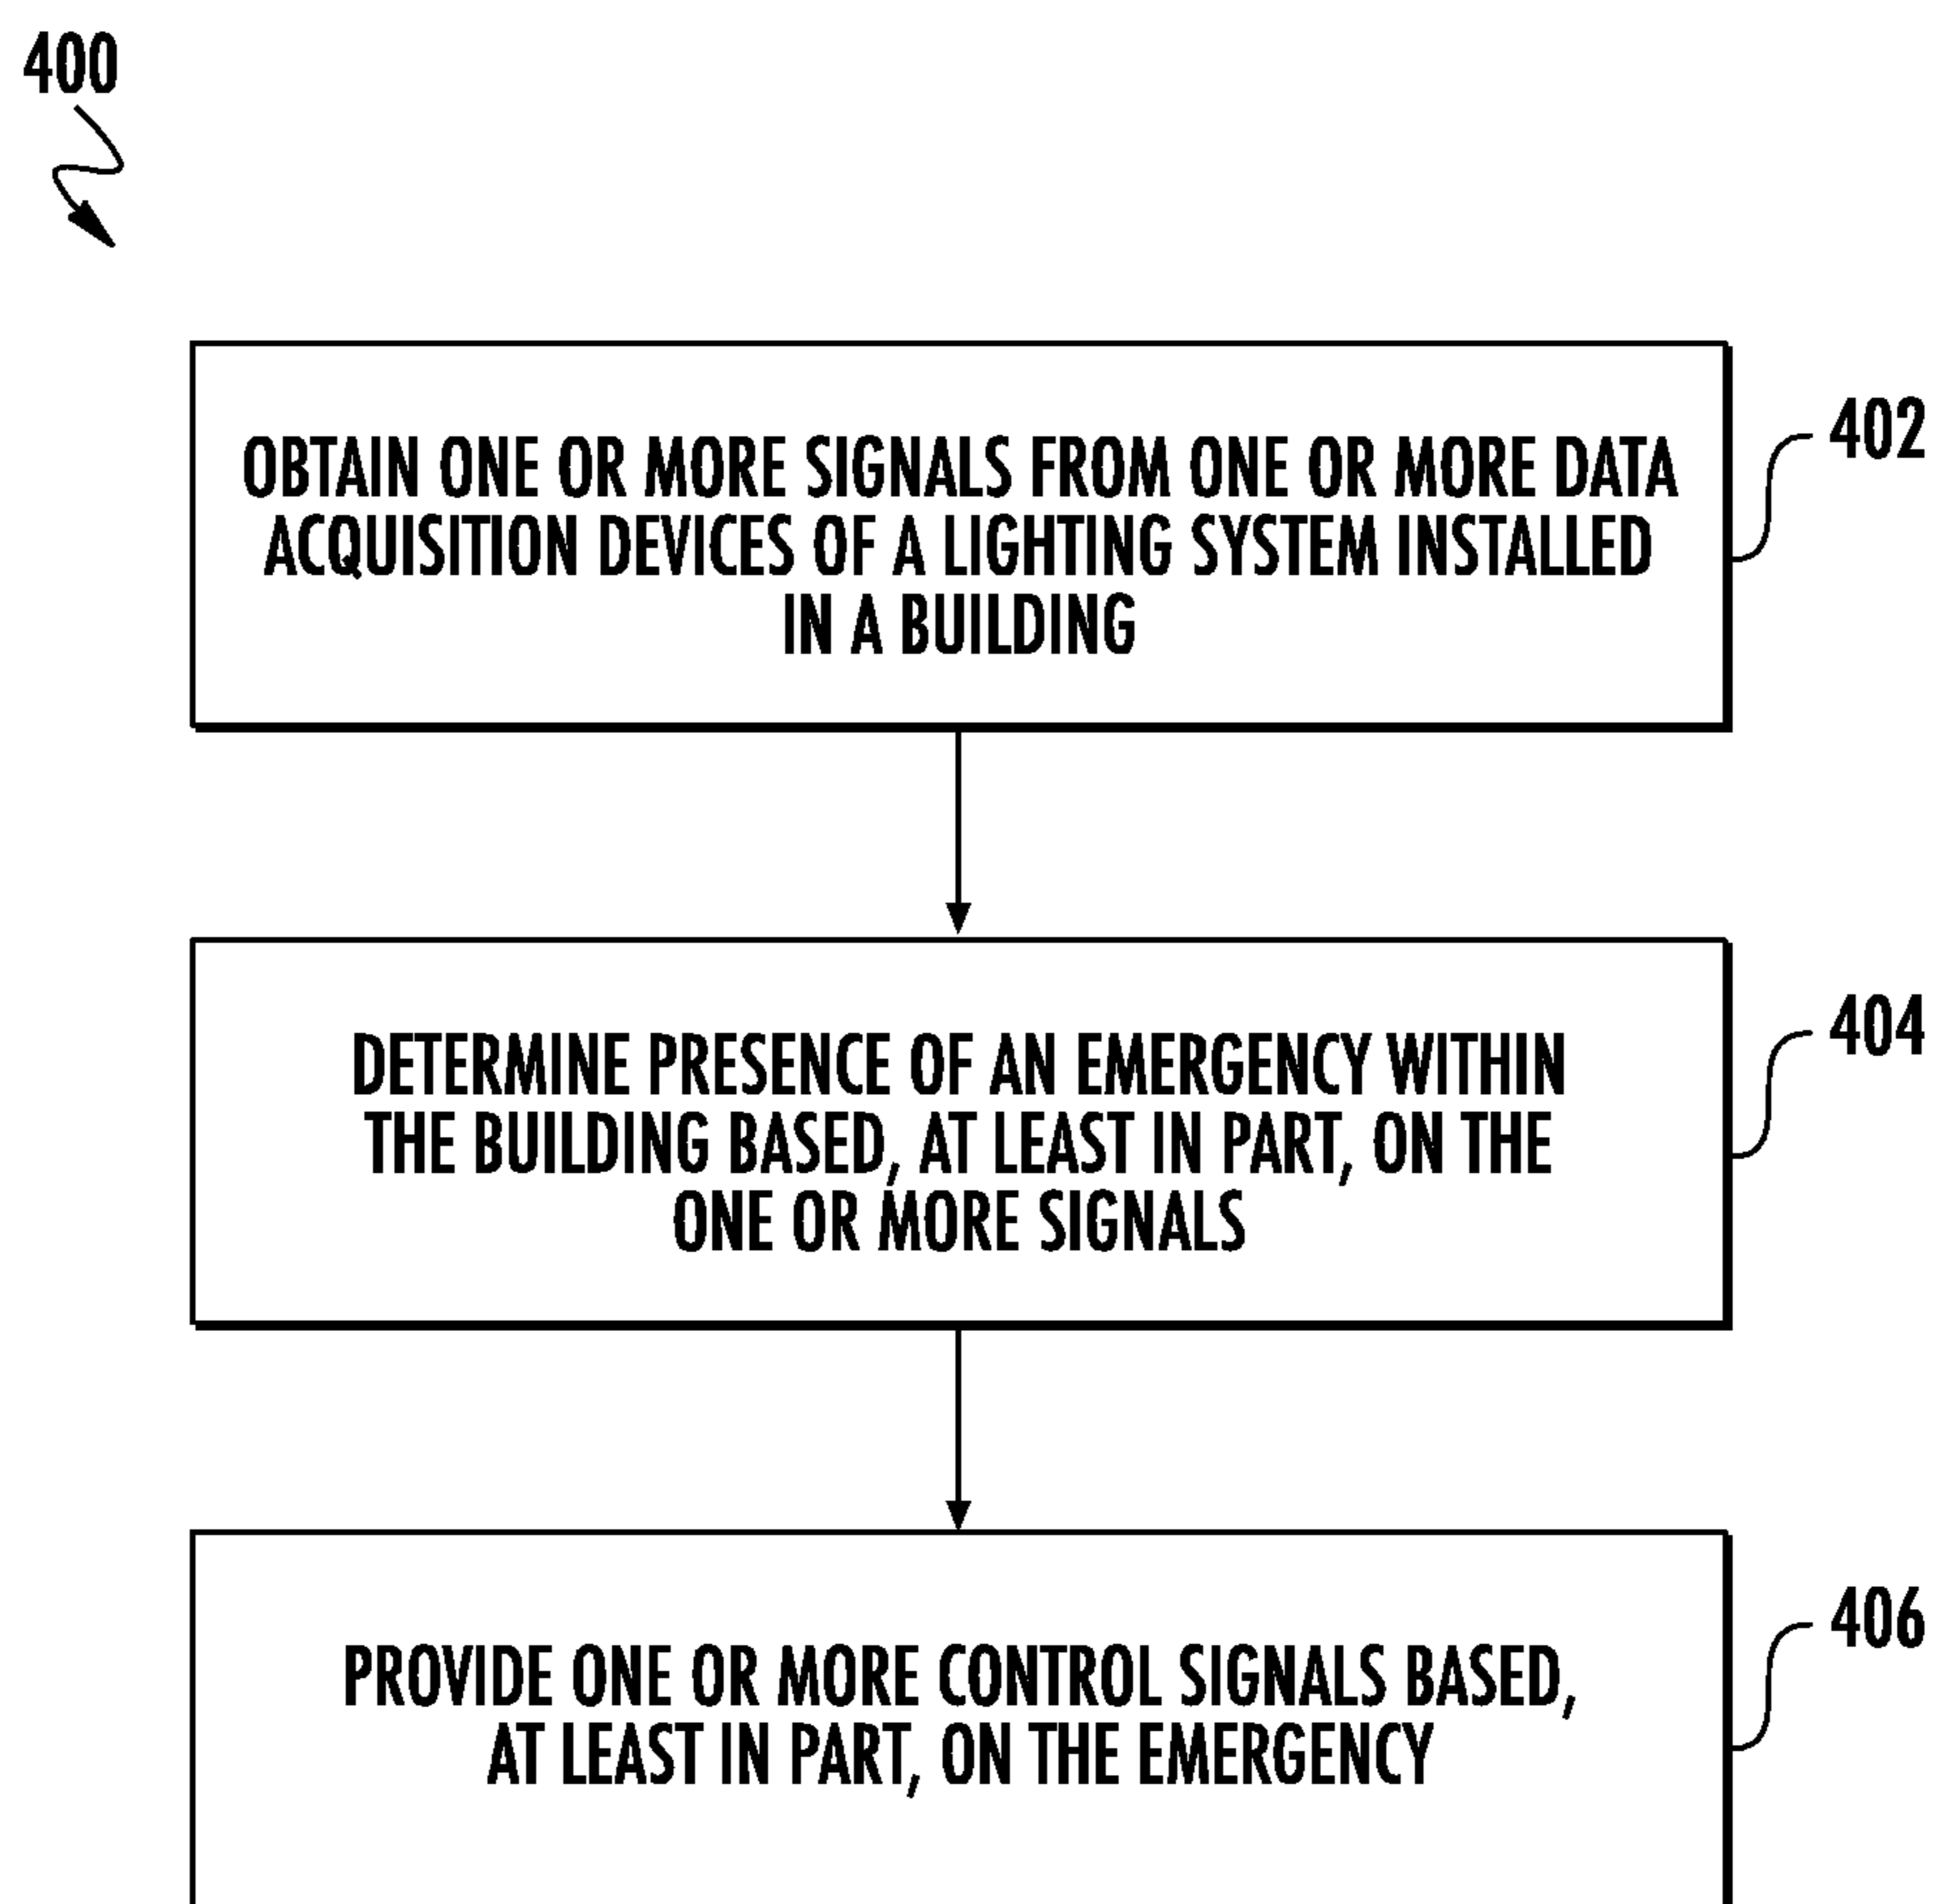 400
OBTAIN ONE OR MORE SIGNALS FROM ONE OR MORE DATA
ACQUISITION DEVICES OF A LIGHTING SYSTEM INSTALLED
IN A BUILDING
402
DETERMINE PRESENCE OF AN EMERGENCY WITHIN
THE BUILDING BASED, AT LEAST IN PART, ON THE
ONE OR MORE SIGNALS
404
PROVIDE ONE OR MORE CONTROL SIGNALS BASED,
AT LEAST IN PART, ON THE EMERGENCY
406